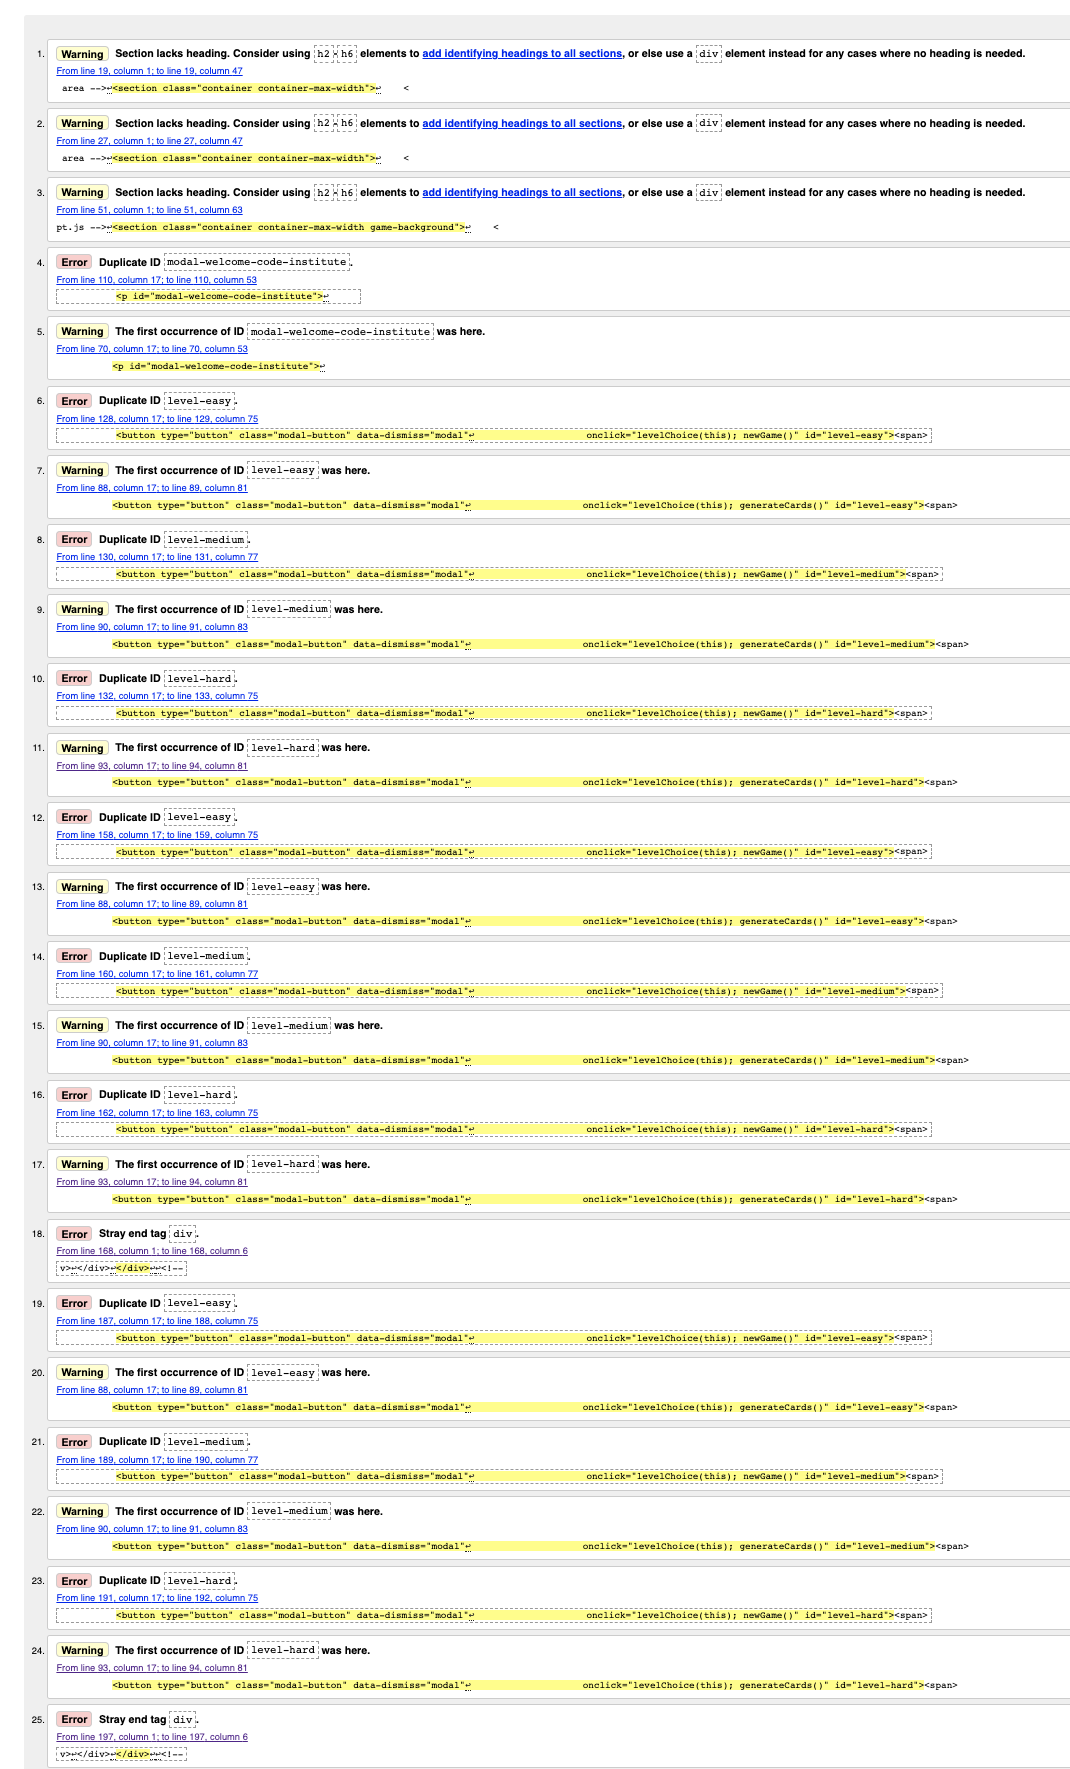 1. Warning Section lacks heading. Consider using h2-h6 elements to add identifying headings to all sections, or else use a div element instead for any cases where no heading is needed.
From line 19, column 1; to line 19, column 47
area -->↩<section class="container container-max-width">↩ <
2. Warning Section lacks heading. Consider using h2-h6 elements to add identifying headings to all sections, or else use a div element instead for any cases where no heading is needed.
From line 27, column 1; to line 27, column 47
area -->↩<section class="container container-max-width">↩ <
3. Warning Section lacks heading. Consider using h2-h6 elements to add identifying headings to all sections, or else use a div element instead for any cases where no heading is needed.
From line 51, column 1; to line 51, column 63
pt.js -->↩<section class="container container-max-width game-background">↩ <
4. Error Duplicate ID modal-welcome-code-institute.
From line 110, column 17; to line 110, column 53
<p id="modal-welcome-code-institute">↩
5. Warning The first occurrence of ID modal-welcome-code-institute was here.
From line 70, column 17; to line 70, column 53
<p id="modal-welcome-code-institute">↩
6. Error Duplicate ID level-easy.
From line 128, column 17; to line 129, column 75
<button type="button" class="modal-button" data-dismiss="modal"↩ onclick="levelChoice(this); newGame()" id="level-easy"><span>
7. Warning The first occurrence of ID level-easy was here.
From line 88, column 17; to line 89, column 81
<button type="button" class="modal-button" data-dismiss="modal"↩ onclick="levelChoice(this); generateCards()" id="level-easy"><span>
8. Error Duplicate ID level-medium.
From line 130, column 17; to line 131, column 77
<button type="button" class="modal-button" data-dismiss="modal"↩ onclick="levelChoice(this); newGame()" id="level-medium"><span>
9. Warning The first occurrence of ID level-medium was here.
From line 90, column 17; to line 91, column 83
<button type="button" class="modal-button" data-dismiss="modal"↩ onclick="levelChoice(this); generateCards()" id="level-medium"><span>
10. Error Duplicate ID level-hard.
From line 132, column 17; to line 133, column 75
<button type="button" class="modal-button" data-dismiss="modal"↩ onclick="levelChoice(this); newGame()" id="level-hard"><span>
11. Warning The first occurrence of ID level-hard was here.
From line 93, column 17; to line 94, column 81
<button type="button" class="modal-button" data-dismiss="modal"↩ onclick="levelChoice(this); generateCards()" id="level-hard"><span>
12. Error Duplicate ID level-easy.
From line 158, column 17; to line 159, column 75
<button type="button" class="modal-button" data-dismiss="modal"↩ onclick="levelChoice(this); newGame()" id="level-easy"><span>
13. Warning The first occurrence of ID level-easy was here.
From line 88, column 17; to line 89, column 81
<button type="button" class="modal-button" data-dismiss="modal"↩ onclick="levelChoice(this); generateCards()" id="level-easy"><span>
14. Error Duplicate ID level-medium.
From line 160, column 17; to line 161, column 77
<button type="button" class="modal-button" data-dismiss="modal"↩ onclick="levelChoice(this); newGame()" id="level-medium"><span>
15. Warning The first occurrence of ID level-medium was here.
From line 90, column 17; to line 91, column 83
<button type="button" class="modal-button" data-dismiss="modal"↩ onclick="levelChoice(this); generateCards()" id="level-medium"><span>
16. Error Duplicate ID level-hard.
From line 162, column 17; to line 163, column 75
<button type="button" class="modal-button" data-dismiss="modal"↩ onclick="levelChoice(this); newGame()" id="level-hard"><span>
17. Warning The first occurrence of ID level-hard was here.
From line 93, column 17; to line 94, column 81
<button type="button" class="modal-button" data-dismiss="modal"↩ onclick="levelChoice(this); generateCards()" id="level-hard"><span>
18. Error Stray end tag div.
From line 168, column 1; to line 168, column 6
v>↩</div>↩</div>↩↩<!--
19. Error Duplicate ID level-easy.
From line 187, column 17; to line 188, column 75
<button type="button" class="modal-button" data-dismiss="modal"↩ onclick="levelChoice(this); newGame()" id="level-easy"><span>
20. Warning The first occurrence of ID level-easy was here.
From line 88, column 17; to line 89, column 81
<button type="button" class="modal-button" data-dismiss="modal"↩ onclick="levelChoice(this); generateCards()" id="level-easy"><span>
21. Error Duplicate ID level-medium.
From line 189, column 17; to line 190, column 77
<button type="button" class="modal-button" data-dismiss="modal"↩ onclick="levelChoice(this); newGame()" id="level-medium"><span>
22. Warning The first occurrence of ID level-medium was here.
From line 90, column 17; to line 91, column 83
<button type="button" class="modal-button" data-dismiss="modal"↩ onclick="levelChoice(this); generateCards()" id="level-medium"><span>
23. Error Duplicate ID level-hard.
From line 191, column 17; to line 192, column 75
<button type="button" class="modal-button" data-dismiss="modal"↩ onclick="levelChoice(this); newGame()" id="level-hard"><span>
24. Warning The first occurrence of ID level-hard was here.
From line 93, column 17; to line 94, column 81
<button type="button" class="modal-button" data-dismiss="modal"↩ onclick="levelChoice(this); generateCards()" id="level-hard"><span>
25. Error Stray end tag div.
From line 197, column 1; to line 197, column 6
v>↩</div>↩</div>↩↩<!--